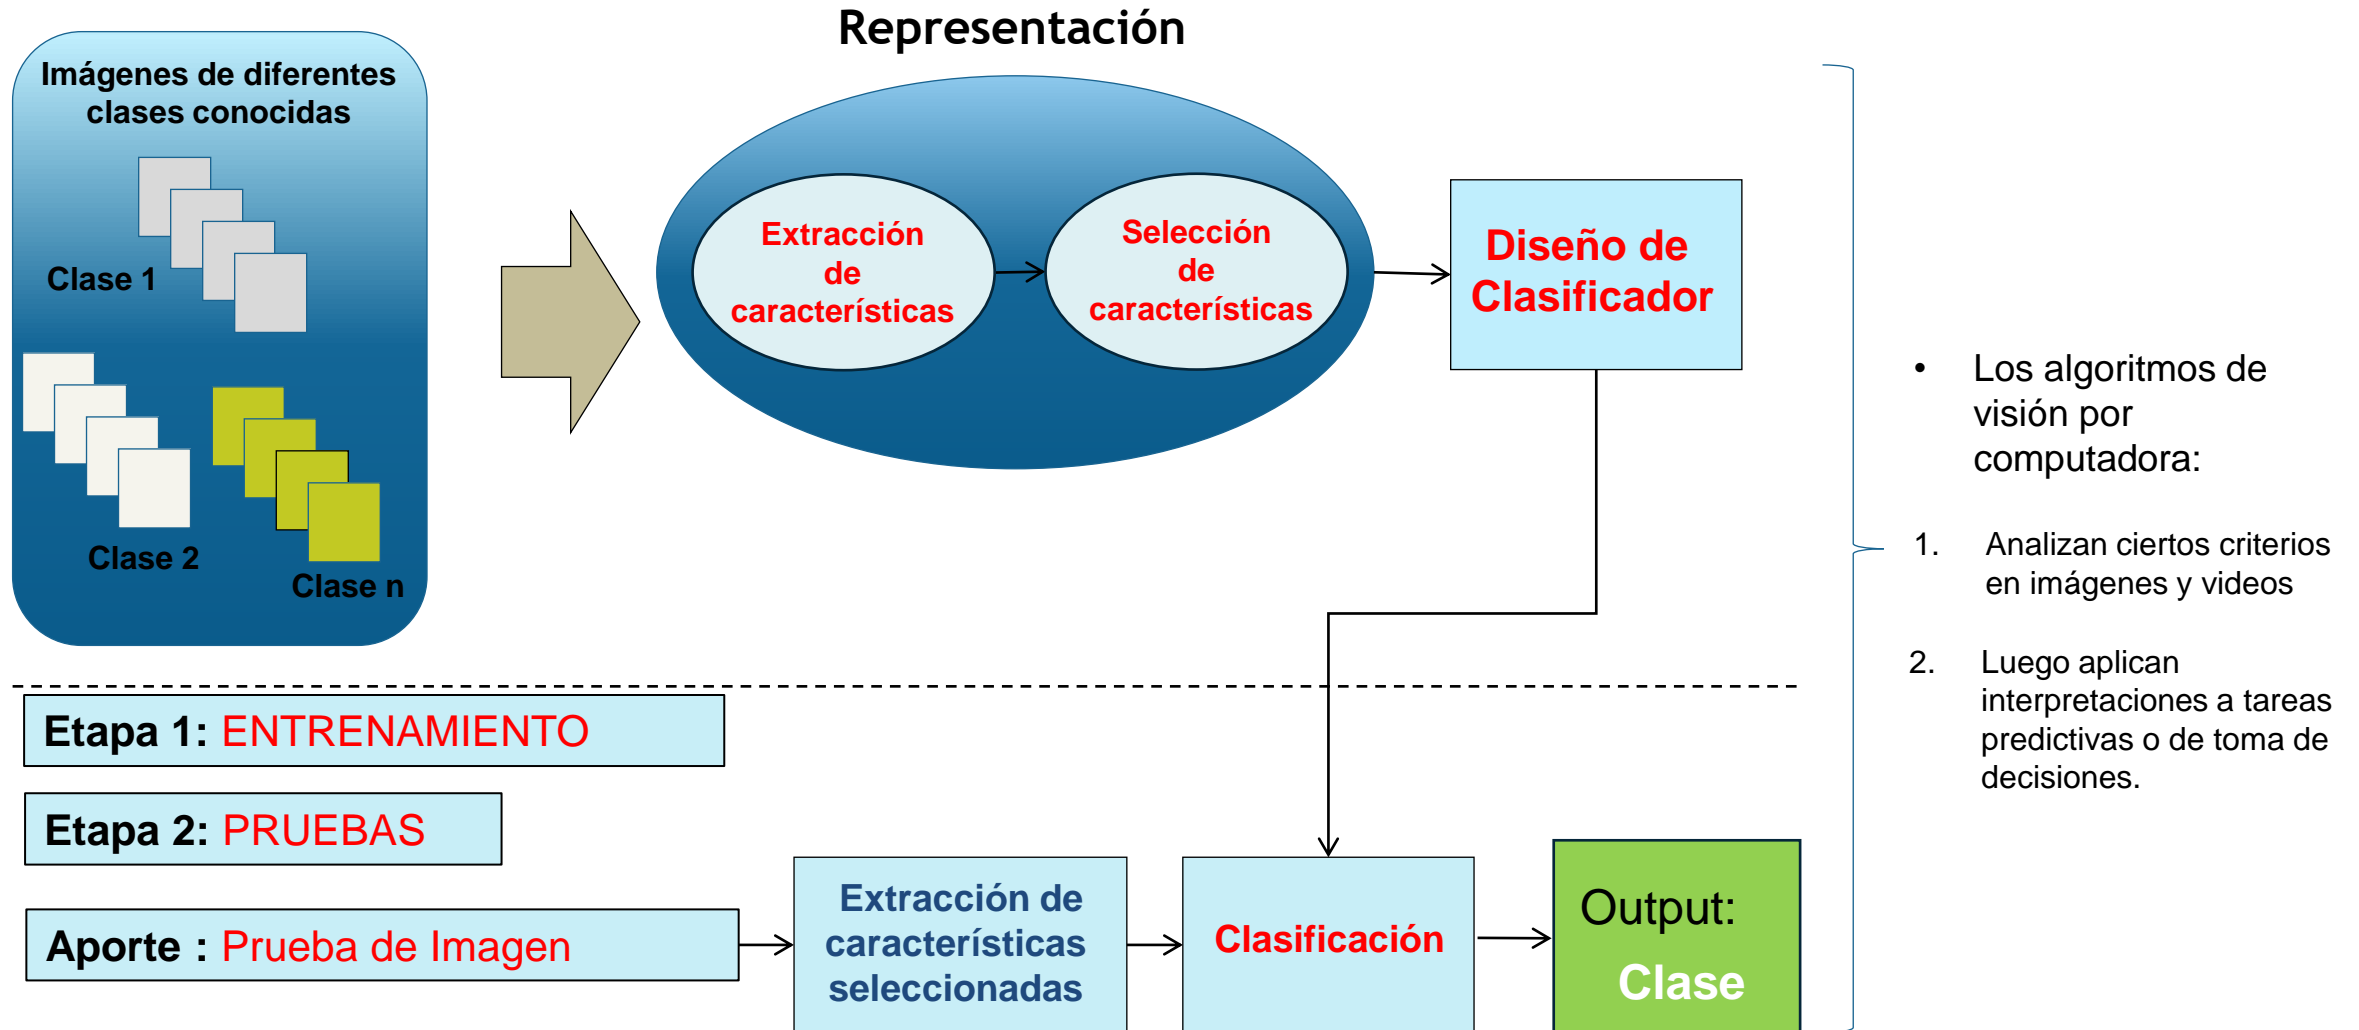 Representación
Imágenes de diferentes
clases conocidas
Clase 1
Clase 2
Clase n
Extracción
de
características
Selección
de
características
Diseño de
Clasificador
• Los algoritmos de
visión por
computadora:
1. Analizan ciertos criterios
en imágenes y videos
2. Luego aplican
interpretaciones a tareas
predictivas o de toma de
decisiones.
Etapa 1: ENTRENAMIENTO
Etapa 2: PRUEBAS
Aporte : Prueba de Imagen
Extracción de
características
seleccionadas
Clasificación
Output:
Clase